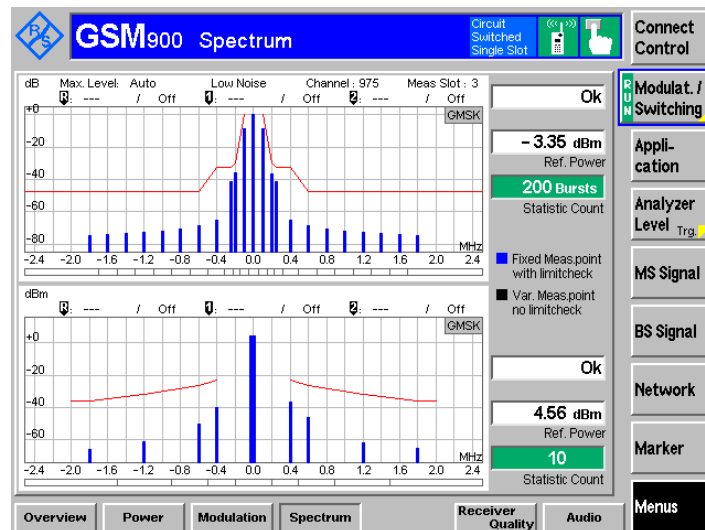 R&S
GSM900 Spectrum
Circuit
Switched
Single Slot
Connect
Control
dB Max. Level: Auto Low Noise Channel : 975 Meas Slot : 3
R: --- / Off 1: --- / Off 2: --- / Off
GMSK
+0
-20
-40
-60
-80
MHz
-2.4 -2.0 -1.6 -1.2 -0.8 -0.4 0.0 0.4 0.8 1.2 1.6 2.0 2.4
Ok
- 3.35 dBm
Ref. Power
200 Bursts
Statistic Count
Fixed Meas.point
with limitcheck
Var. Meas.point
no limitcheck
dBm
R: --- / Off 1: --- / Off 2: --- / Off
GMSK
+0
-20
-40
-60
MHz
-2.4 -2.0 -1.6 -1.2 -0.8 -0.4 0.0 0.4 0.8 1.2 1.6 2.0 2.4
Ok
4.56 dBm
Ref. Power
10
Statistic Count
RUN
Modulat. /
Switching
Appli-
cation
Analyzer
Level Trg.
MS Signal
BS Signal
Network
Marker
Menus
Overview Power Modulation Spectrum Receiver
Quality Audio